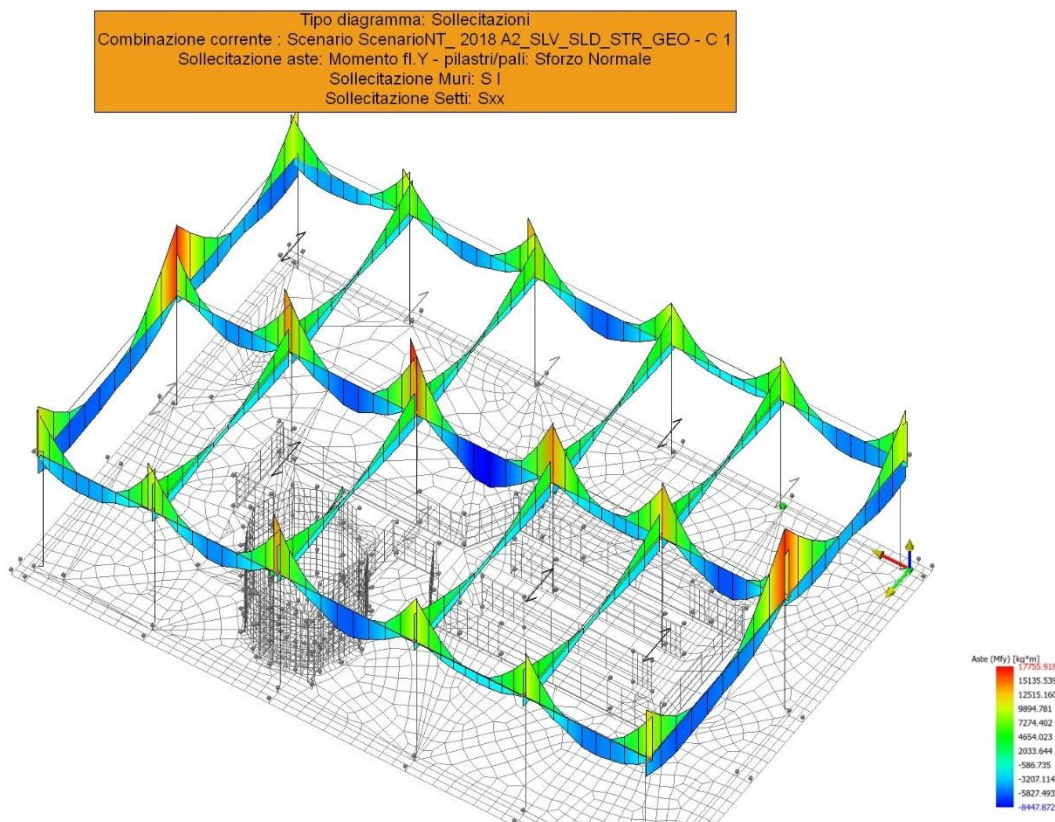 Tipo diagramma: Sollecitazioni
Combinazione corrente : Scenario ScenarioNT_ 2018 A2_SLV_SLD_STR_GEO - C 1
Sollecitazione aste: Momento fl.Y - pilastri/pali: Sforzo Normale
Sollecitazione Muri: S I
Sollecitazione Setti: Sxx
Aste (Mfy) [kg*m]
17755.918
15135.539
12515.160
9894.781
7274.402
4654.023
2033.644
-586.735
-3207.114
-5827.493
-8447.872